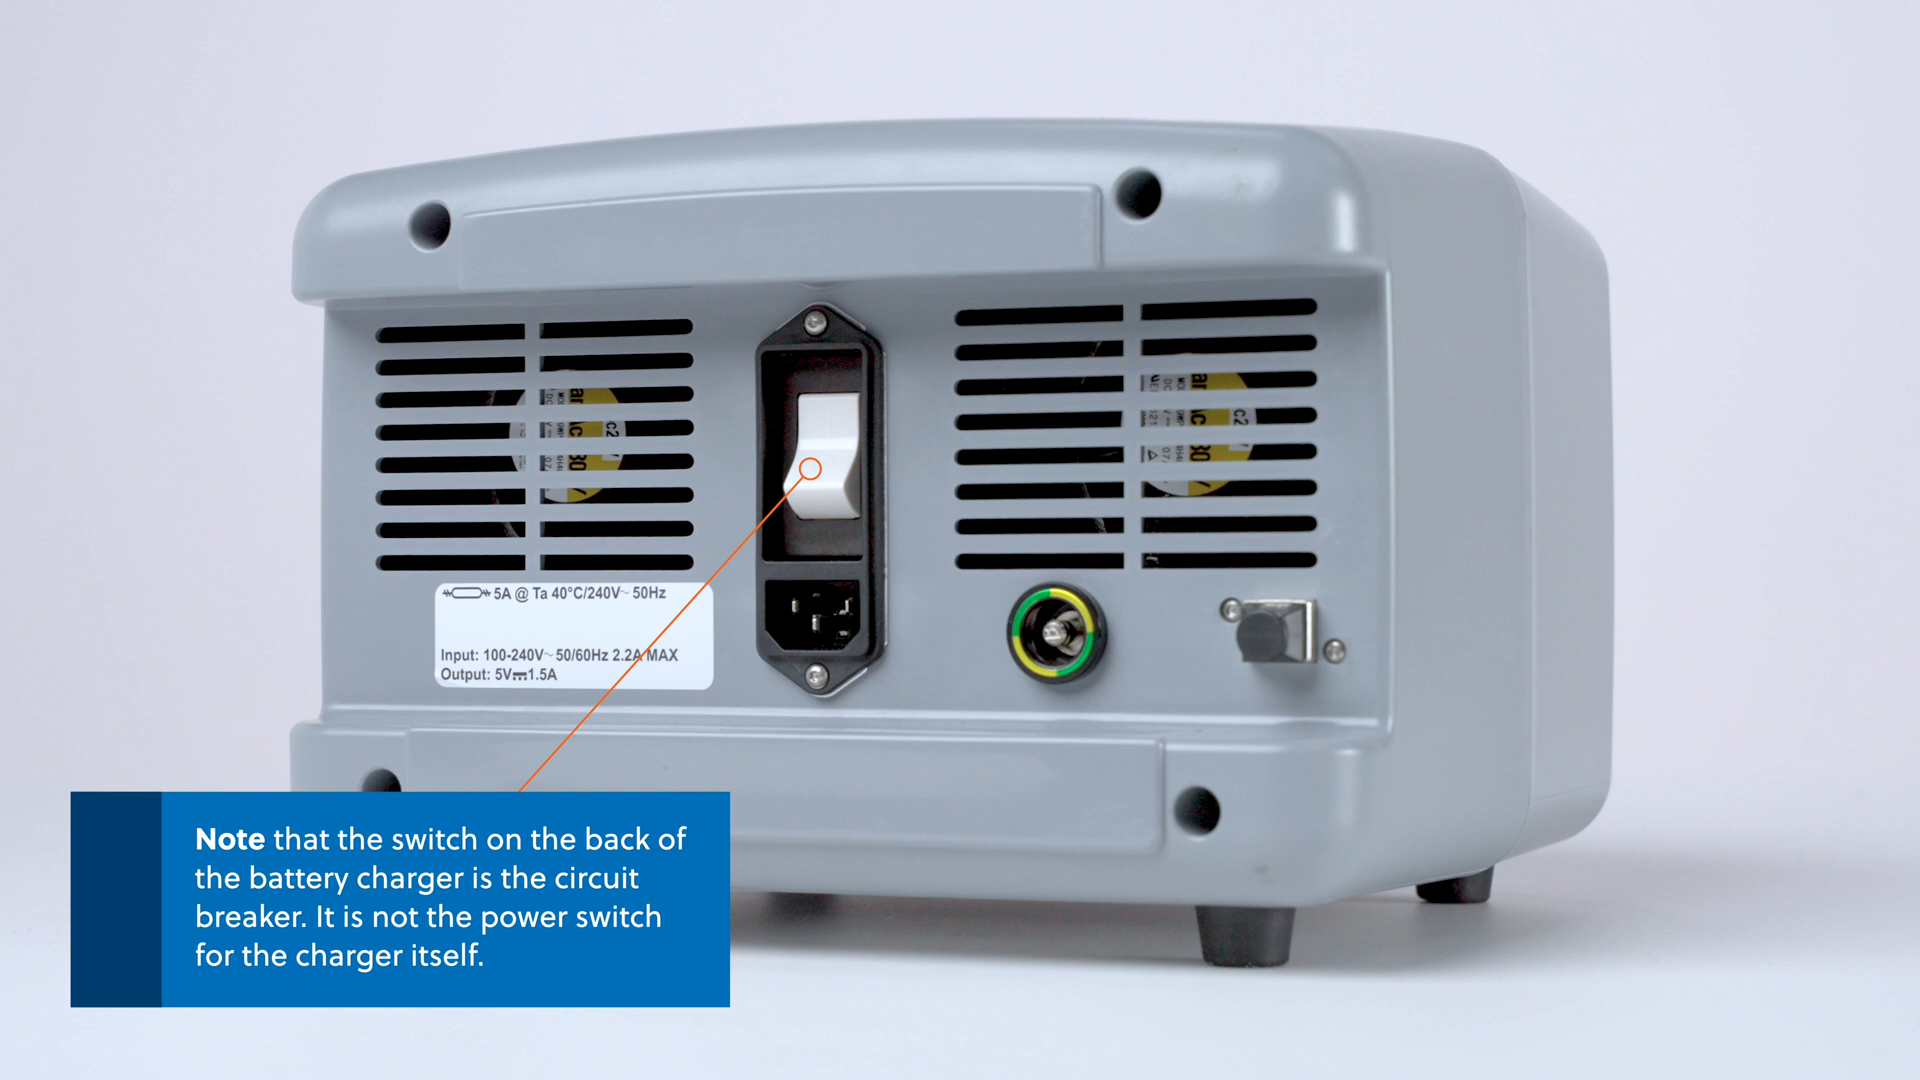 5A @ Ta 40°C/240V~ 50Hz
Input: 100-240V~ 50/60Hz 2.2A MAX
Output: 5V⎓1.5A
Note that the switch on the back of
the battery charger is the circuit
breaker. It is not the power switch
for the charger itself.